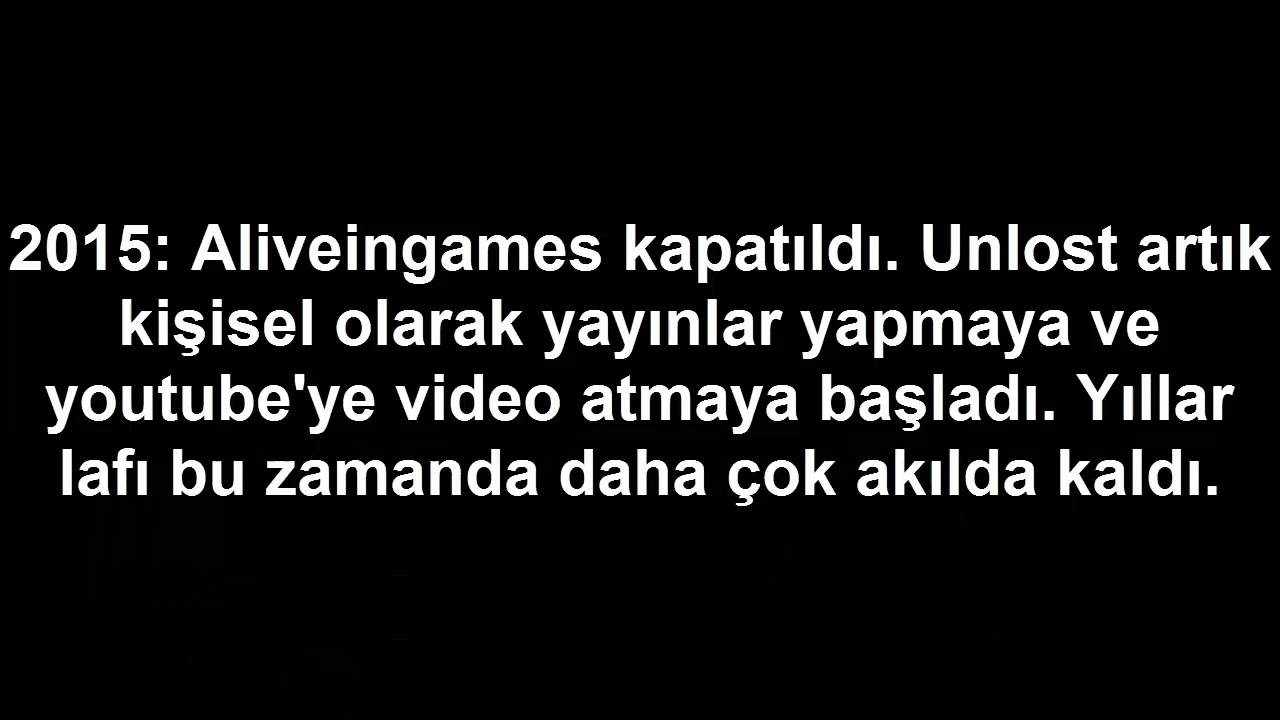 2015: Aliveingames kapatıldı. Unlost artık
kişisel olarak yayınlar yapmaya ve
youtube'ye video atmaya başladı. Yıllar
lafı bu zamanda daha çok akılda kaldı.